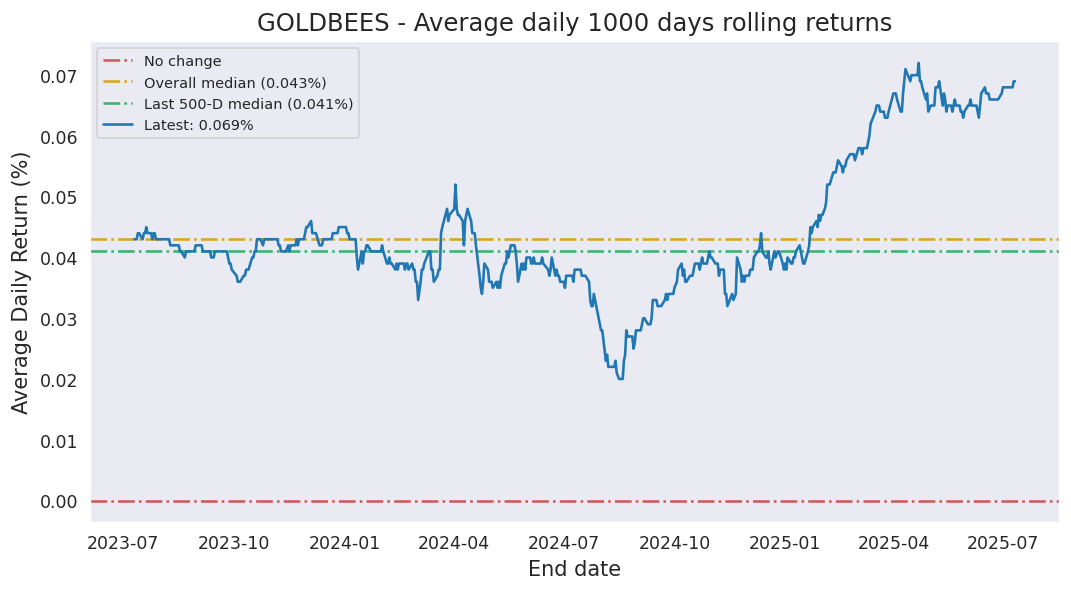 GOLDBEES - Average daily 1000 days rolling returns
No change
Overall median (0.043%)
Last 500-D median (0.041%)
Latest: 0.069%
Average Daily Return (%)
0.07
0.06
0.05
0.04
0.03
0.02
0.01
0.00
2023-07 2023-10 2024-01 2024-04 2024-07 2024-10 2025-01 2025-04 2025-07
End date